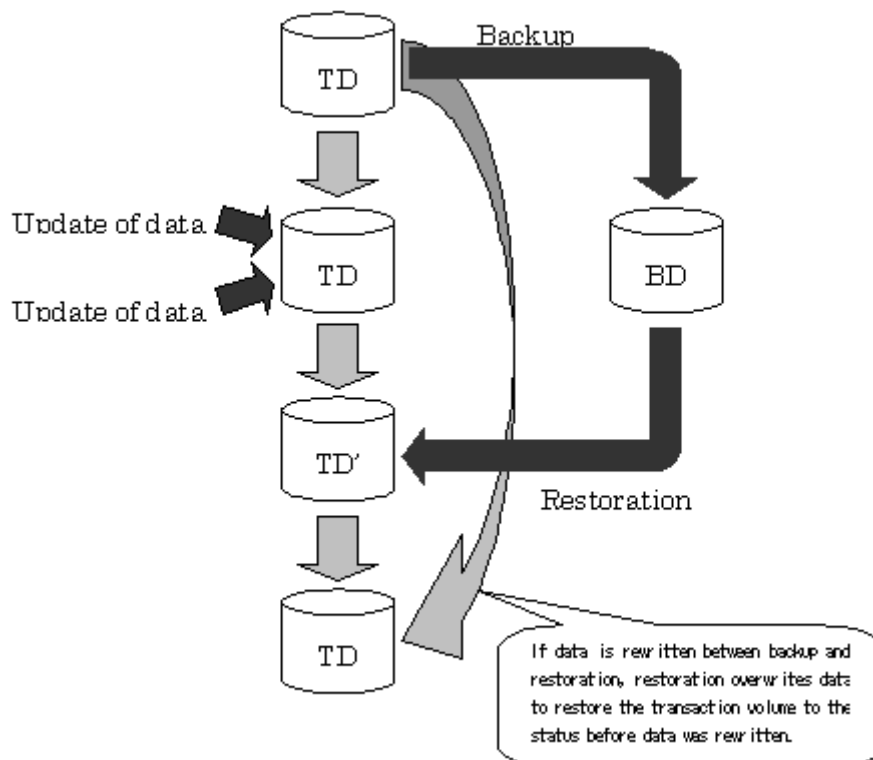 Backup
TD
Update of data
TD
BD
Update of data
TD'
Restoration
TD
If data is rewritten between backup and
restoration, restoration overwrites data
to restore the transaction volume to the
status before data was rewritten.